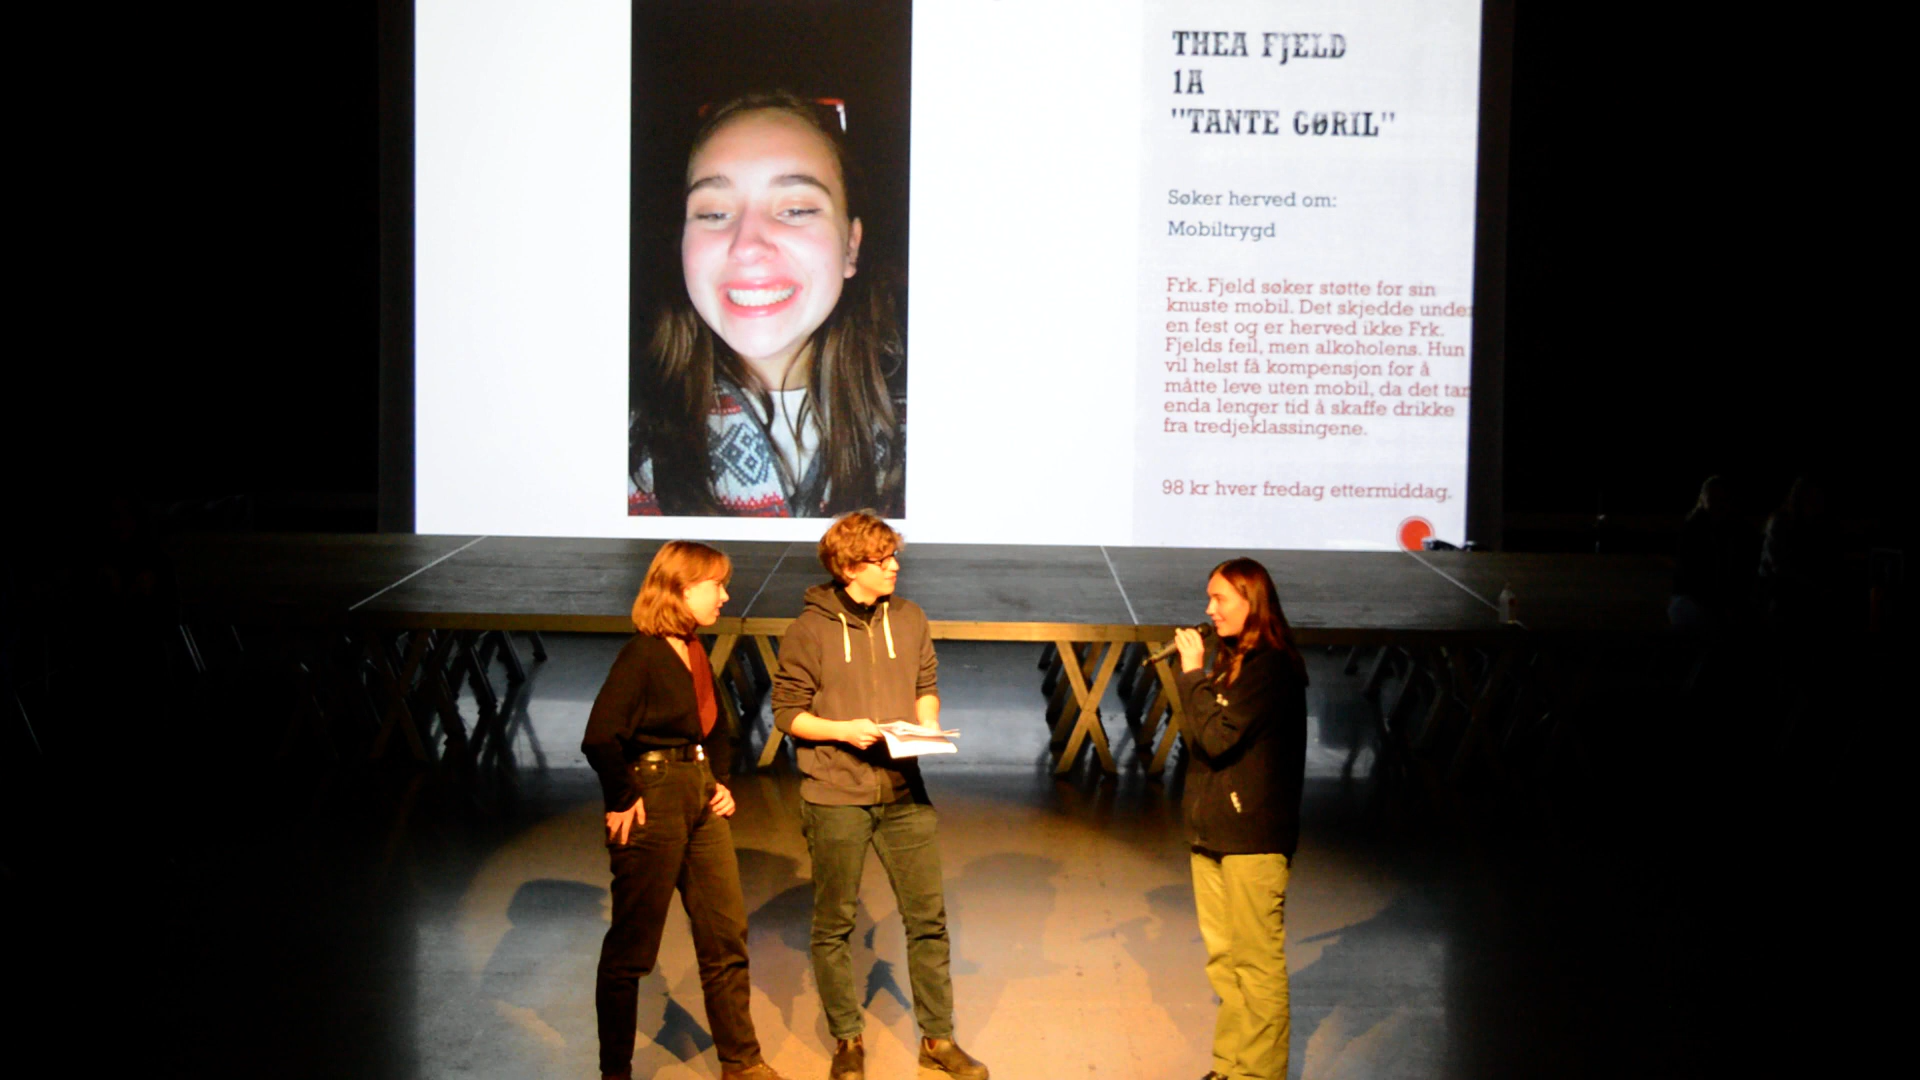 THEA FJELD
1A
"TANTE GØRIL"
Søker herved om:
Mobiltrygd
Frk. Fjeld søker støtte for sin
knuste mobil. Det skjedde under
en fest og er herved ikke Frk.
Fjelds feil, men alkoholens. Hun
vil helst få kompensjon for å
måtte leve uten mobil, da det tar
enda lenger tid å skaffe drikke
fra tredjeklassingene.
98 kr hver fredag ettermiddag.